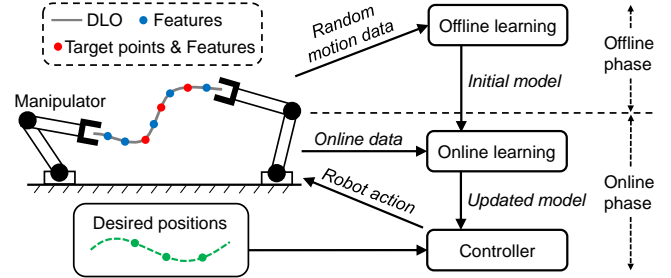 DLO
Features
Target points & Features
Manipulator
Random
motion data
Offline learning
Initial model
Offline
phase
Online data
Online learning
Robot action
Updated model
Online
phase
Desired positions
Controller